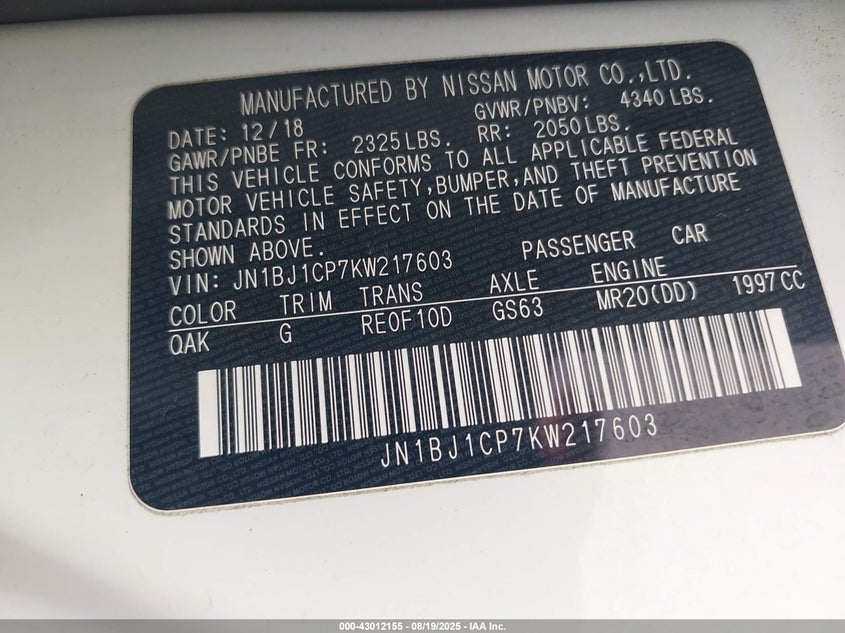 MANUFACTURED BY NISSAN MOTOR CO.,LTD.
DATE: 12/18 GVWR/PNBV: 4340 LBS.
GAWR/PNBE FR: 2325 LBS. RR: 2050 LBS.
THIS VEHICLE CONFORMS TO ALL APPLICABLE FEDERAL
MOTOR VEHICLE SAFETY,BUMPER,AND THEFT PREVENTION
STANDARDS IN EFFECT ON THE DATE OF MANUFACTURE
SHOWN ABOVE.
VIN: JN1BJ1CP7KW217603 PASSENGER CAR
COLOR TRIM TRANS AXLE ENGINE
QAK G RE0F10D GS63 MR20(DD) 1997 CC
JN1BJ1CP7KW217603
000-43012155 - 08/19/2025 - IAA Inc.